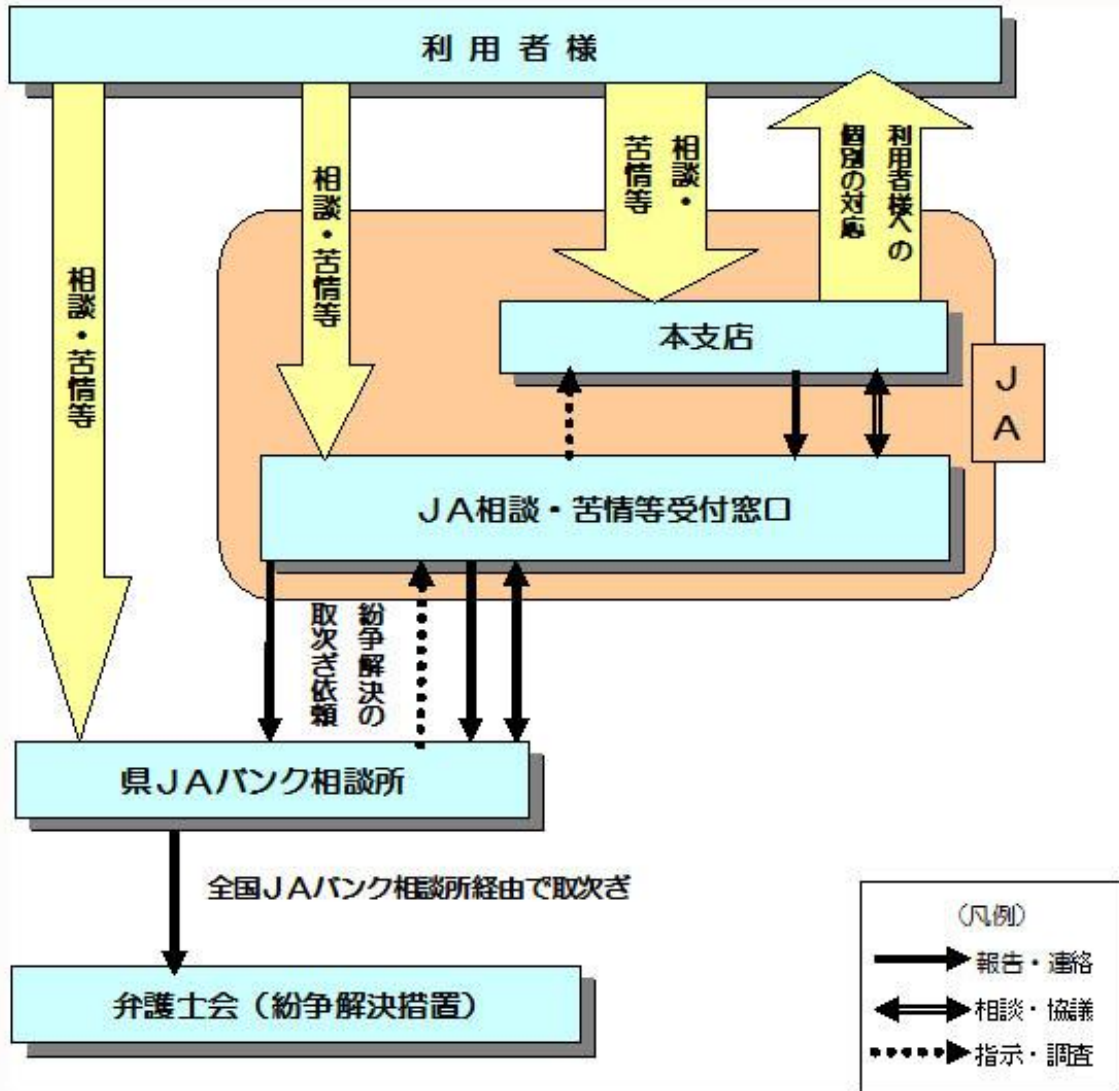 利用者様
相談・苦情等
相談・苦情等
相談・
苦情等
利用者様への
個別の対応
本支店
JA
JA相談・苦情等受付窓口
紛争解決の
取次ぎ依頼
県JAバンク相談所
全国JAバンク相談所経由で取次ぎ
弁護士会（紛争解決措置）
（凡例）
報告・連絡
相談・協議
指示・調査